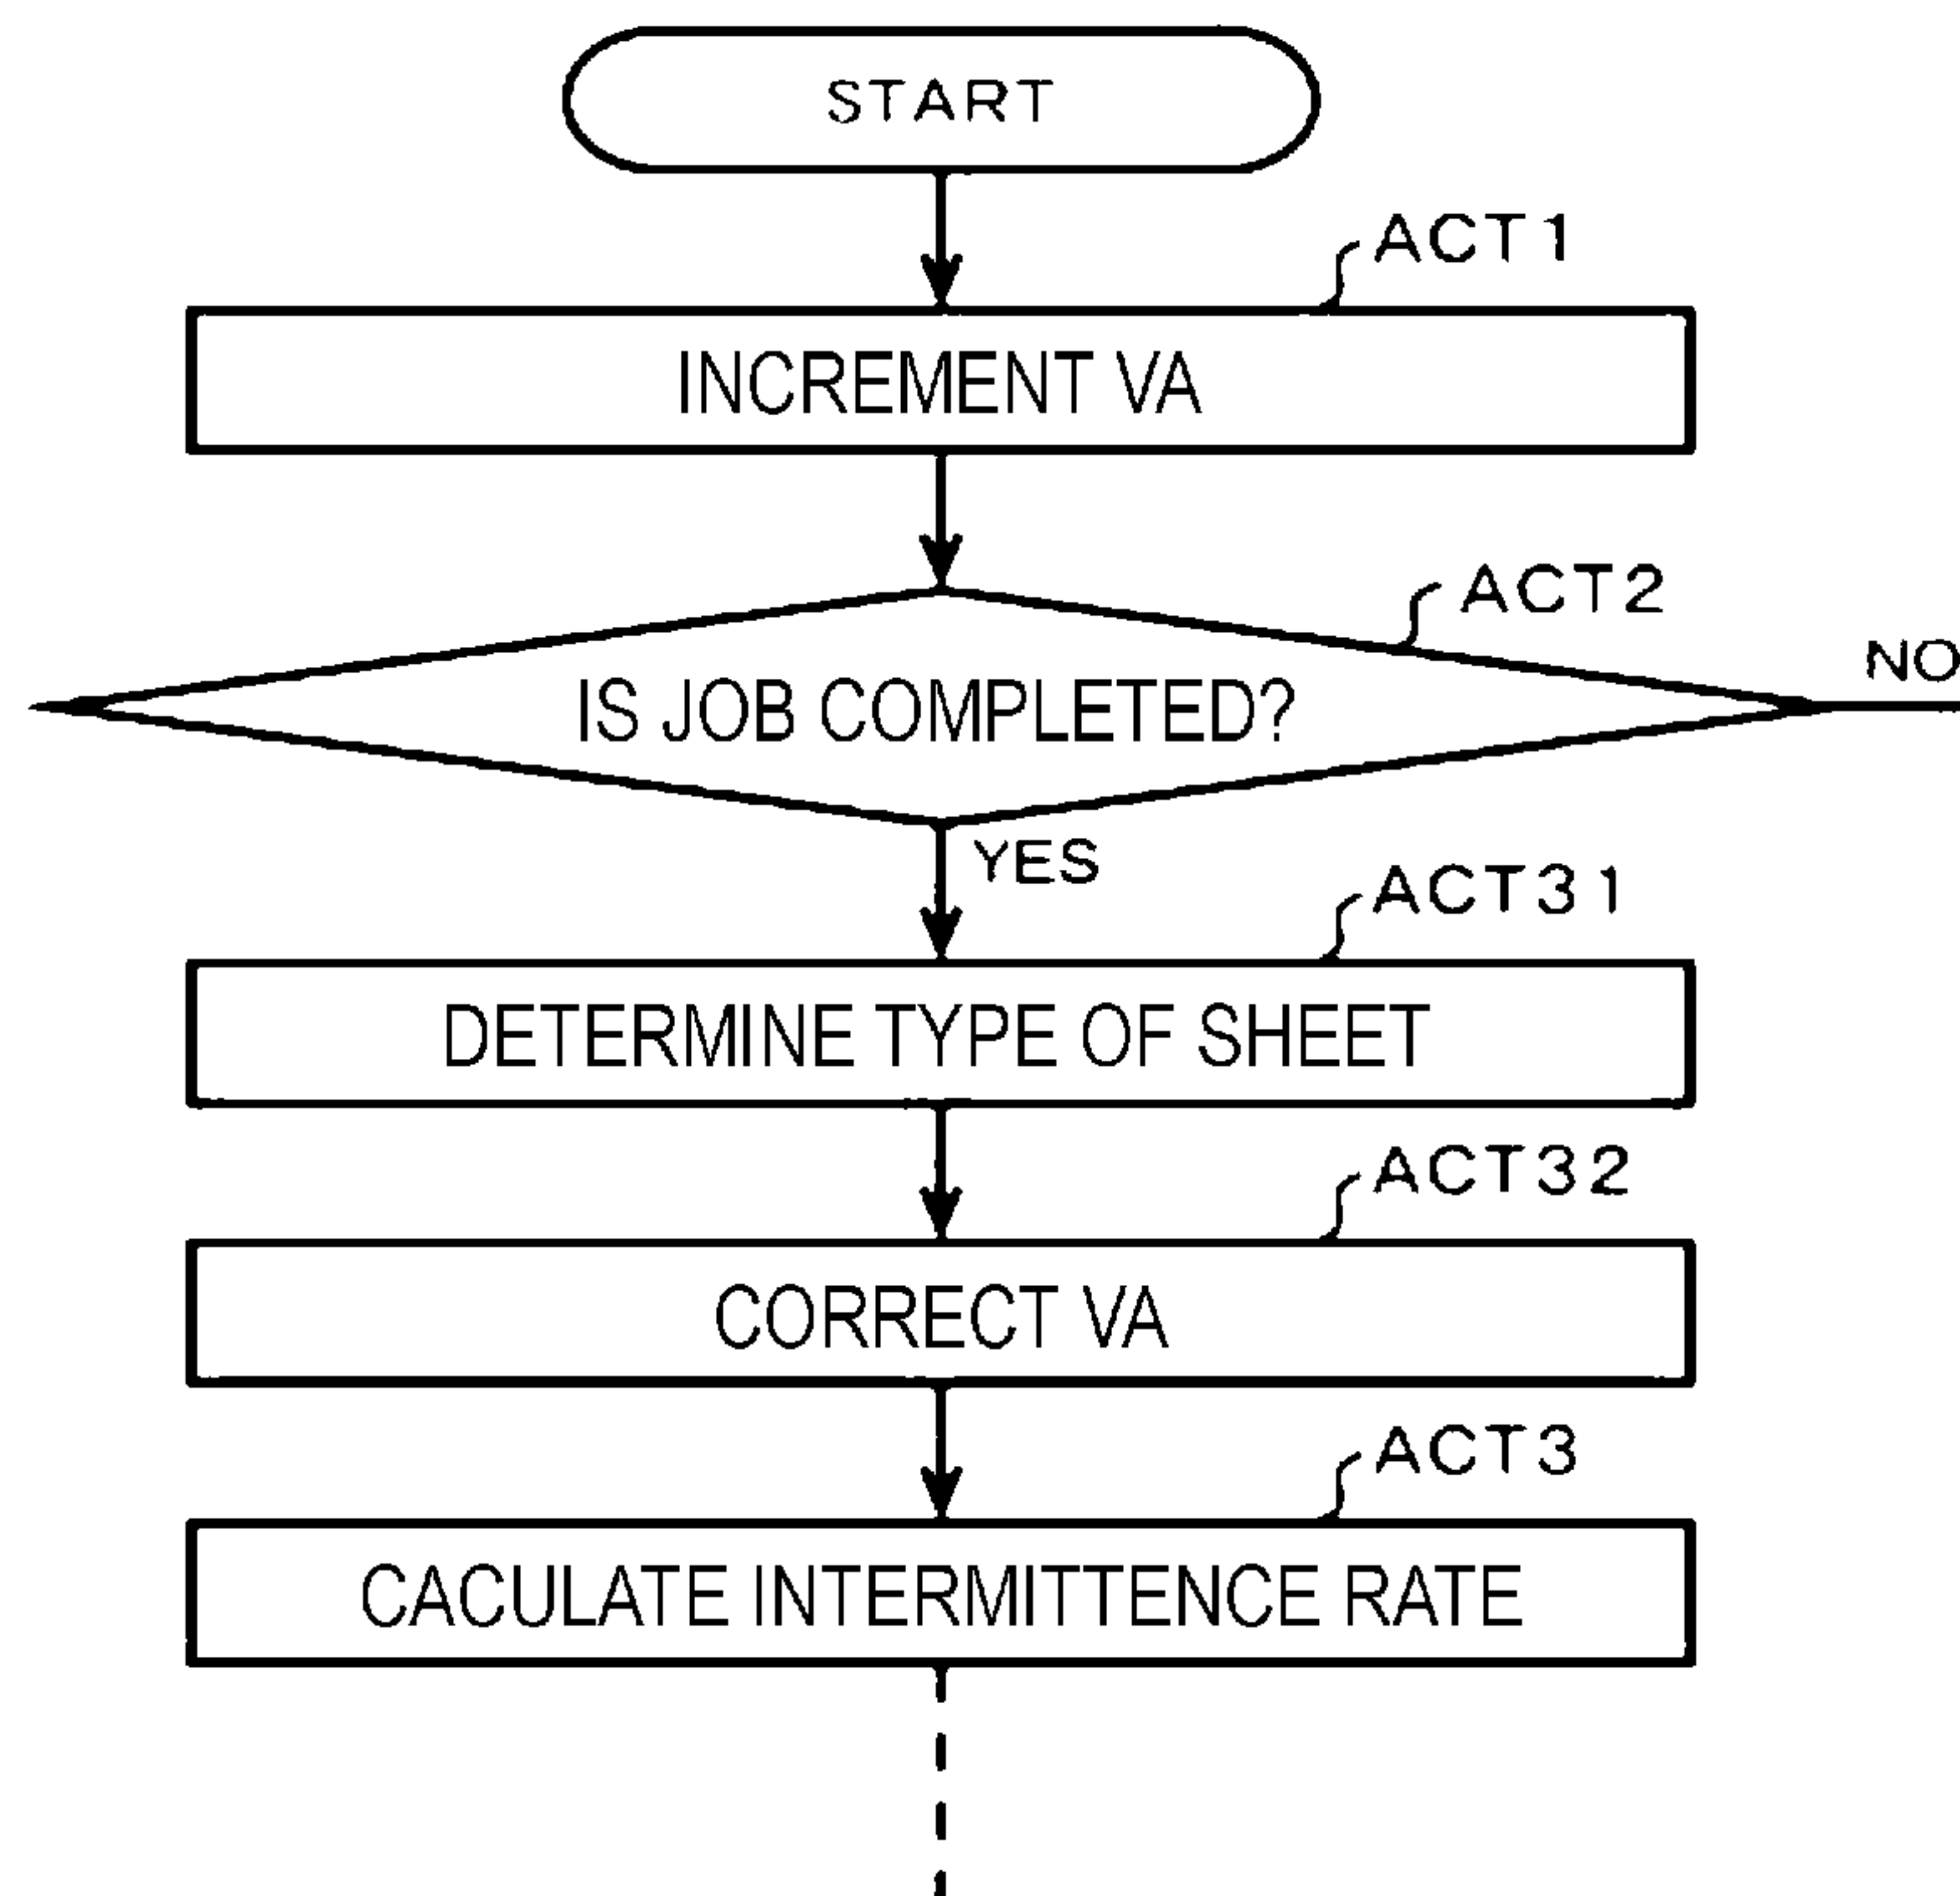 START
ACT1
INCREMENT VA
ACT2
NO
IS JOB COMPLETED?
YES
ACT31
DETERMINE TYPE OF SHEET
ACT32
CORRECT VA
ACT3
CACULATE INTERMITTENCE RATE